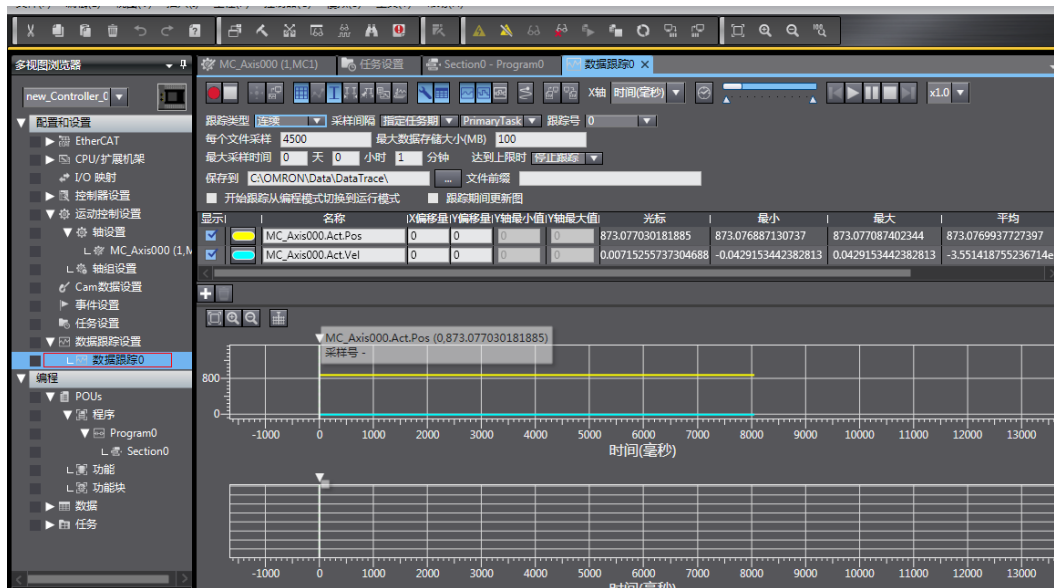 MC_Axis000 (1,MC1) 任务设置 Section0 - Program0 数据跟踪0
多视图浏览器
new_Controller_0
配置和设置
EtherCAT
CPU/扩展机架
I/O 映射
控制器设置
运动控制设置
轴设置
MC_Axis000 (1,M
轴组设置
Cam数据设置
事件设置
任务设置
数据跟踪设置
数据跟踪0
编程
POUs
程序
Program0
Section0
功能
功能块
数据
任务
X轴 时间(毫秒) x1.0
跟踪类型 连续 采样间隔 指定任务期 PrimaryTask 跟踪号 0
每个文件采样 4500 最大数据存储大小(MB) 100
最大采样时间 0 天 0 小时 1 分钟 达到上限时 停止跟踪
保存到 C:\OMRON\Data\DataTrace\ ... 文件前缀
开始跟踪从编程模式切换到运行模式 跟踪期间更新图
显示 名称 X偏移量 Y偏移量 Y轴最小值 Y轴最大值 光标 最小 最大 平均
MC_Axis000.Act.Pos 0 0 0 0 873.077030181885 873.076887130737 873.077087402344 873.0769937727397
MC_Axis000.Act.Vel 0 0 0 0 0.00715255737304688 -0.0429153442382813 0.0429153442382813 -3.551418755236714e
MC_Axis000.Act.Pos (0,873.077030181885)
采样号 -
800
0
-1000 0 1000 2000 3000 4000 5000 6000 7000 8000 9000 10000 11000 12000 13000
时间(毫秒)
-1000 0 1000 2000 3000 4000 5000 6000 7000 8000 9000 10000 11000 12000 13000
时间(毫秒)